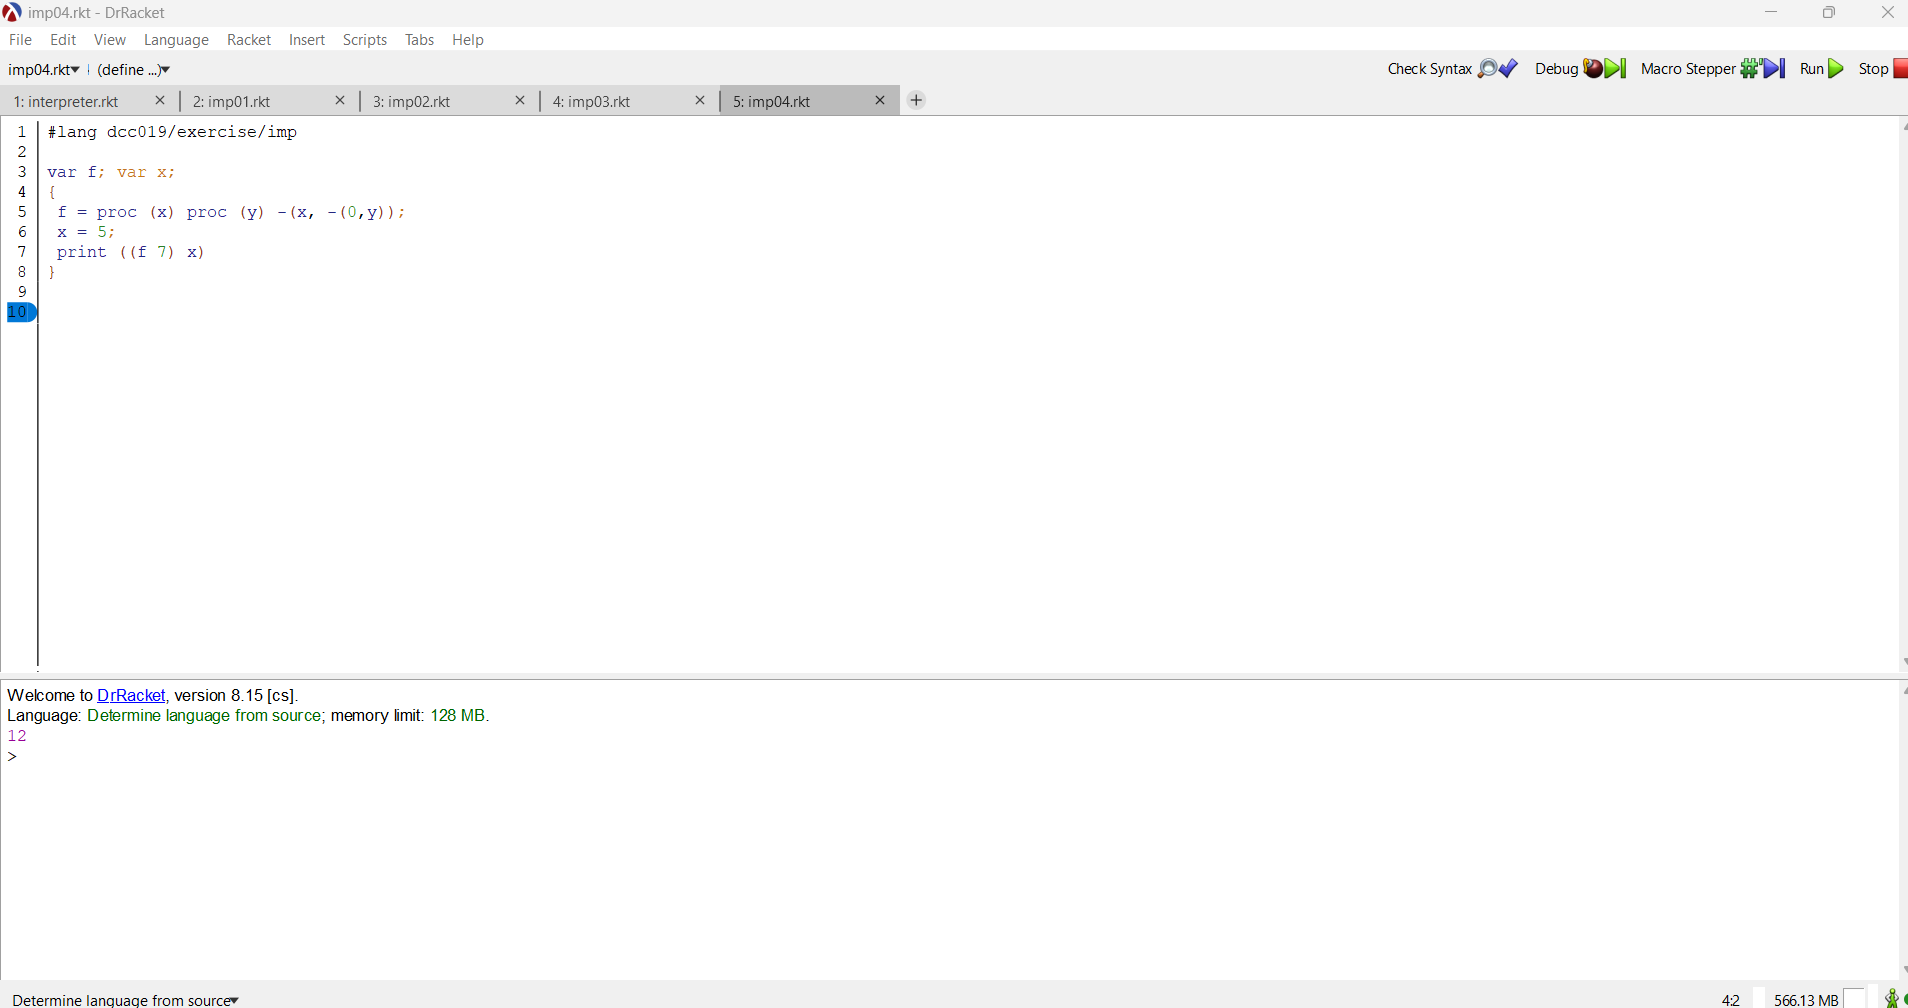 imp04.rkt - DrRacket
File Edit View Language Racket Insert Scripts Tabs Help
imp04.rkt▾ (define ...)▾ Check Syntax Debug Macro Stepper Run Stop
1: interpreter.rkt 2: imp01.rkt 3: imp02.rkt 4: imp03.rkt 5: imp04.rkt
1 #lang dcc019/exercise/imp
2
3 var f; var x;
4 {
5 f = proc (x) proc (y) -(x, -(0,y));
6 x = 5;
7 print ((f 7) x)
8 }
9
10
Welcome to DrRacket, version 8.15 [cs].
Language: Determine language from source; memory limit: 128 MB.
12
>
Determine language from source▾ 4:2 566.13 MB